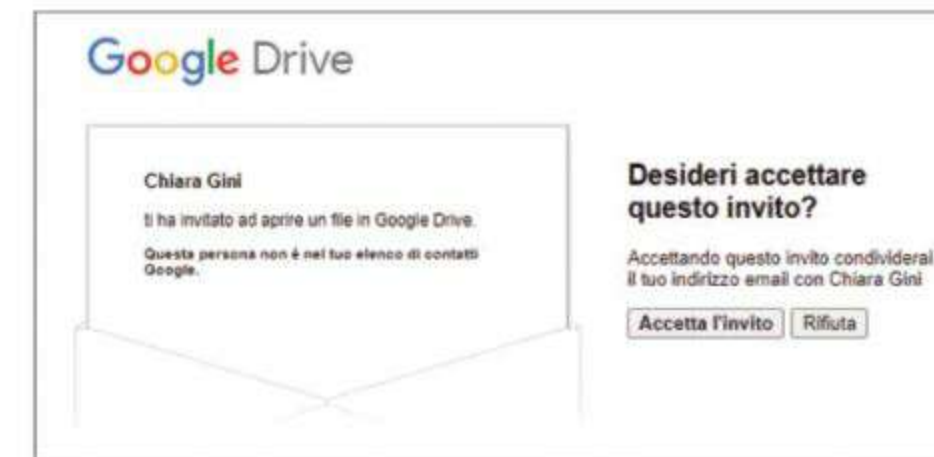 Google Drive
Chiara Gini
ti ha invitato ad aprire un file in Google Drive.
Questa persona non é nel tuo elenco di contatti
Google.
Desideri accettare
questo invito?
Accettando questo invito condividerai
il tuo indirizzo email con Chiara Gini
Accetta l'invito
Rifiuta